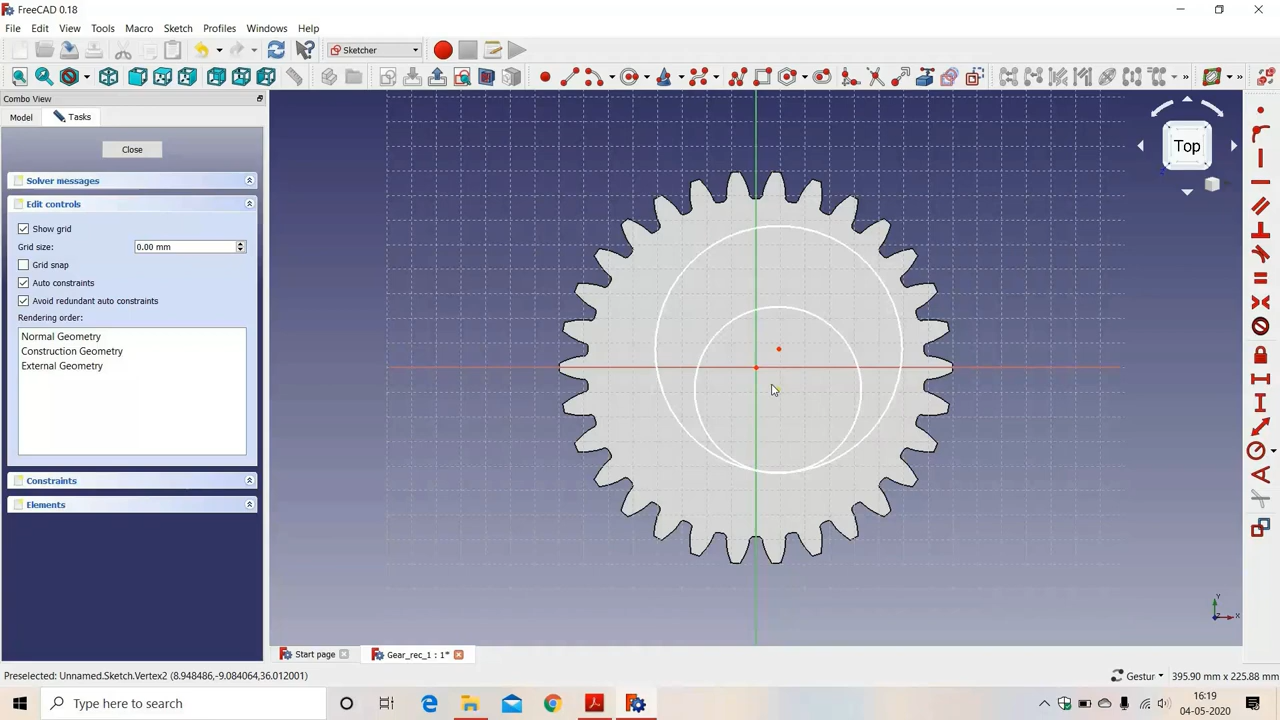 FreeCAD 0.18
File Edit View Tools Macro Sketch Profiles Windows Help
Sketcher
Combo View
Model Tasks
Close
Solver messages
Edit controls
Show grid
Grid size: 0.00 mm
Grid snap
Auto constraints
Avoid redundant auto constraints
Rendering order:
Normal Geometry
Construction Geometry
External Geometry
Constraints
Elements
Top
Y
X
Start page Gear_rec_1 : 1*
Preselected: Unnamed.Sketch.Vertex2 (8.948486,-9.084064,36.012001) Gestur 395.90 mm x 225.88 mm
Type here to search 16:19
04-05-2020